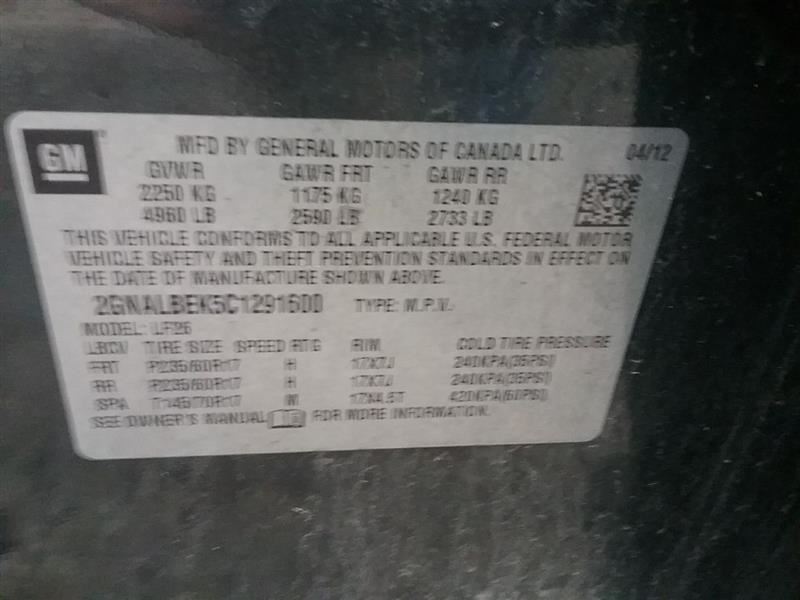 GM
MFD BY GENERAL MOTORS OF CANADA LTD. 04/12
GVWR GAWR FRT GAWR RR
2250 KG 1175 KG 1240 KG
4960 LB 2590 LB 2733 LB
THIS VEHICLE CONFORMS TO ALL APPLICABLE U.S. FEDERAL MOTOR
VEHICLE SAFETY AND THEFT PREVENTION STANDARDS IN EFFECT ON
THE DATE OF MANUFACTURE SHOWN ABOVE.
2GNALBEK5C1291600 TYPE: M.P.V.
MODEL: LF26
TIRE SIZE SPEED RTG RIM COLD TIRE PRESSURE
FRT P235/60R17 H 17X7J 240KPA(35PSI)
RR P235/60R17 H 17X7J 240KPA(35PSI)
SPA T145/70R17 M 17X4.5T 420KPA(60PSI)
SEE OWNER'S MANUAL FOR MORE INFORMATION.